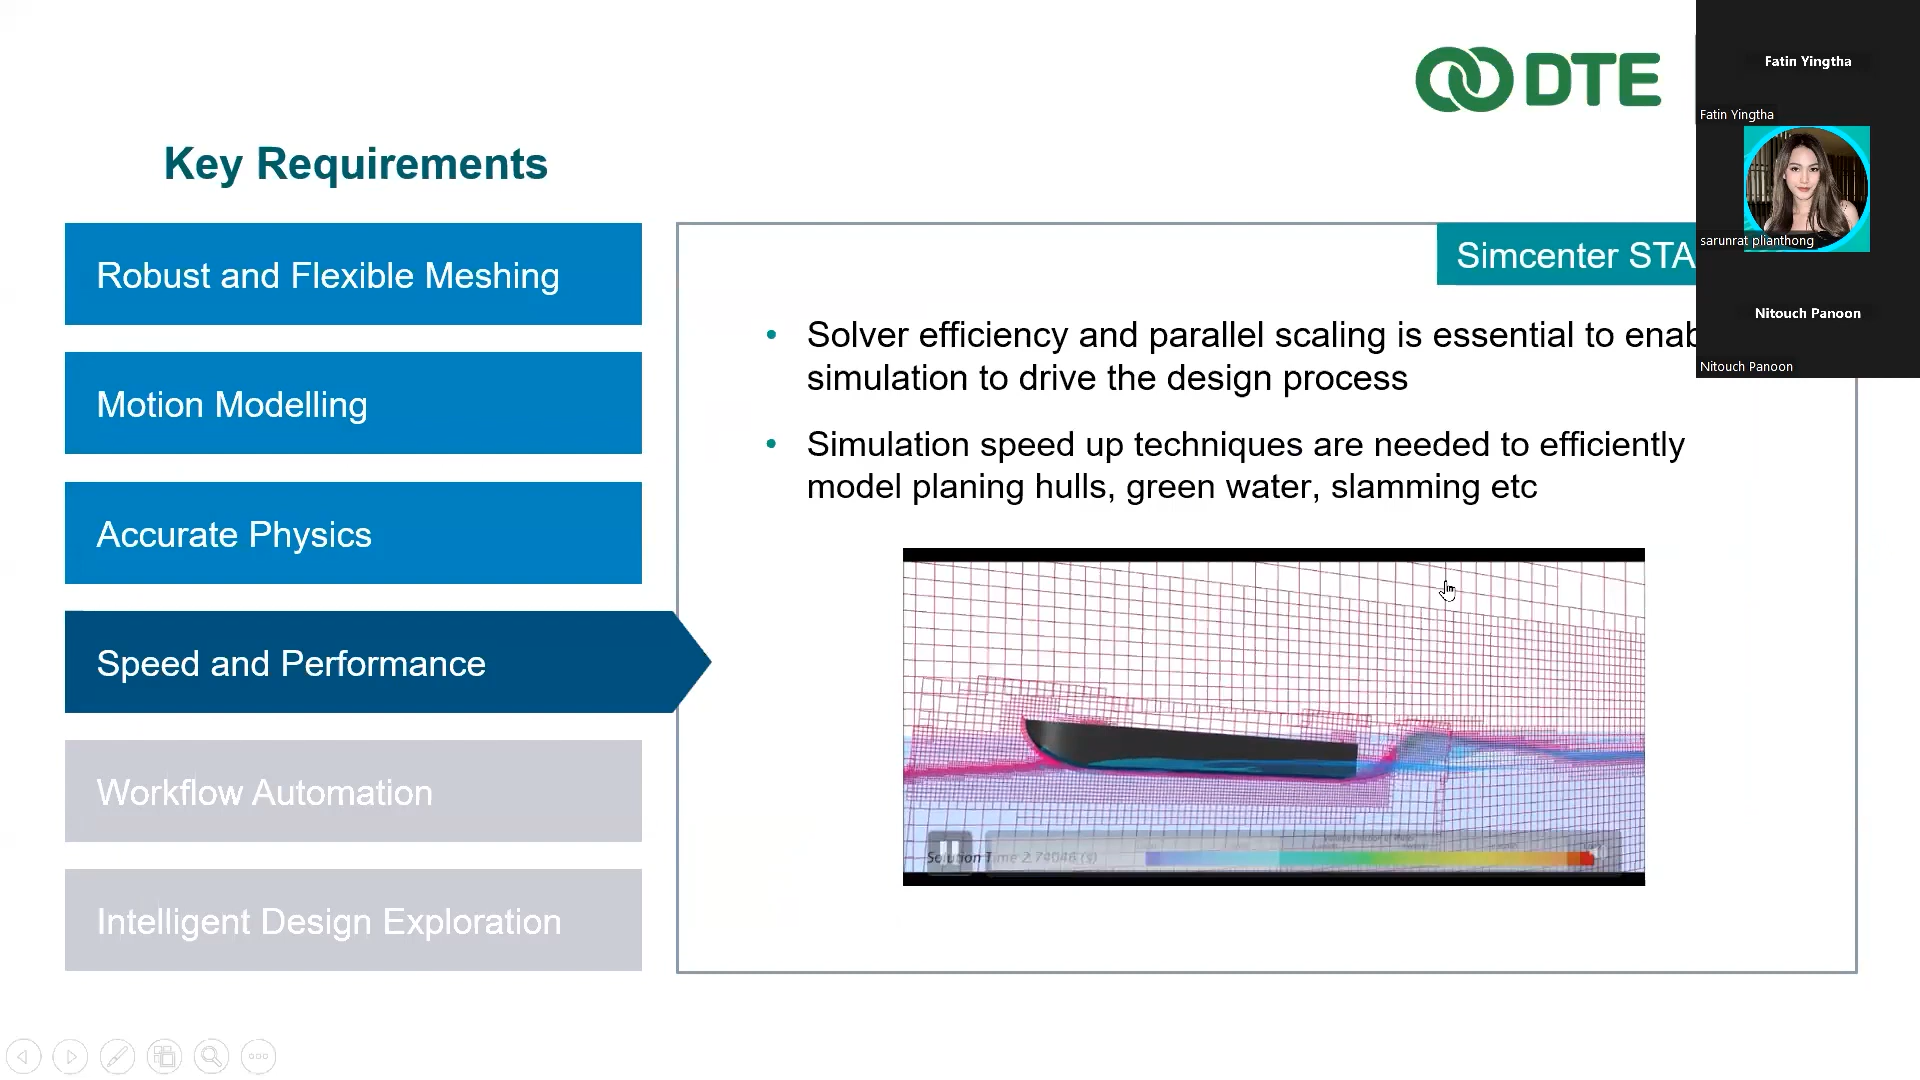 DTE
Fatin Yingtha
Fatin Yingtha
sarunrat plianthong
Nitouch Panoon
Nitouch Panoon
Key Requirements
Robust and Flexible Meshing
Motion Modelling
Accurate Physics
Speed and Performance
Workflow Automation
Intelligent Design Exploration
Simcenter STA
Solver efficiency and parallel scaling is essential to enab
simulation to drive the design process
Simulation speed up techniques are needed to efficiently
model planing hulls, green water, slamming etc
Solution Time 2.74046 (s)